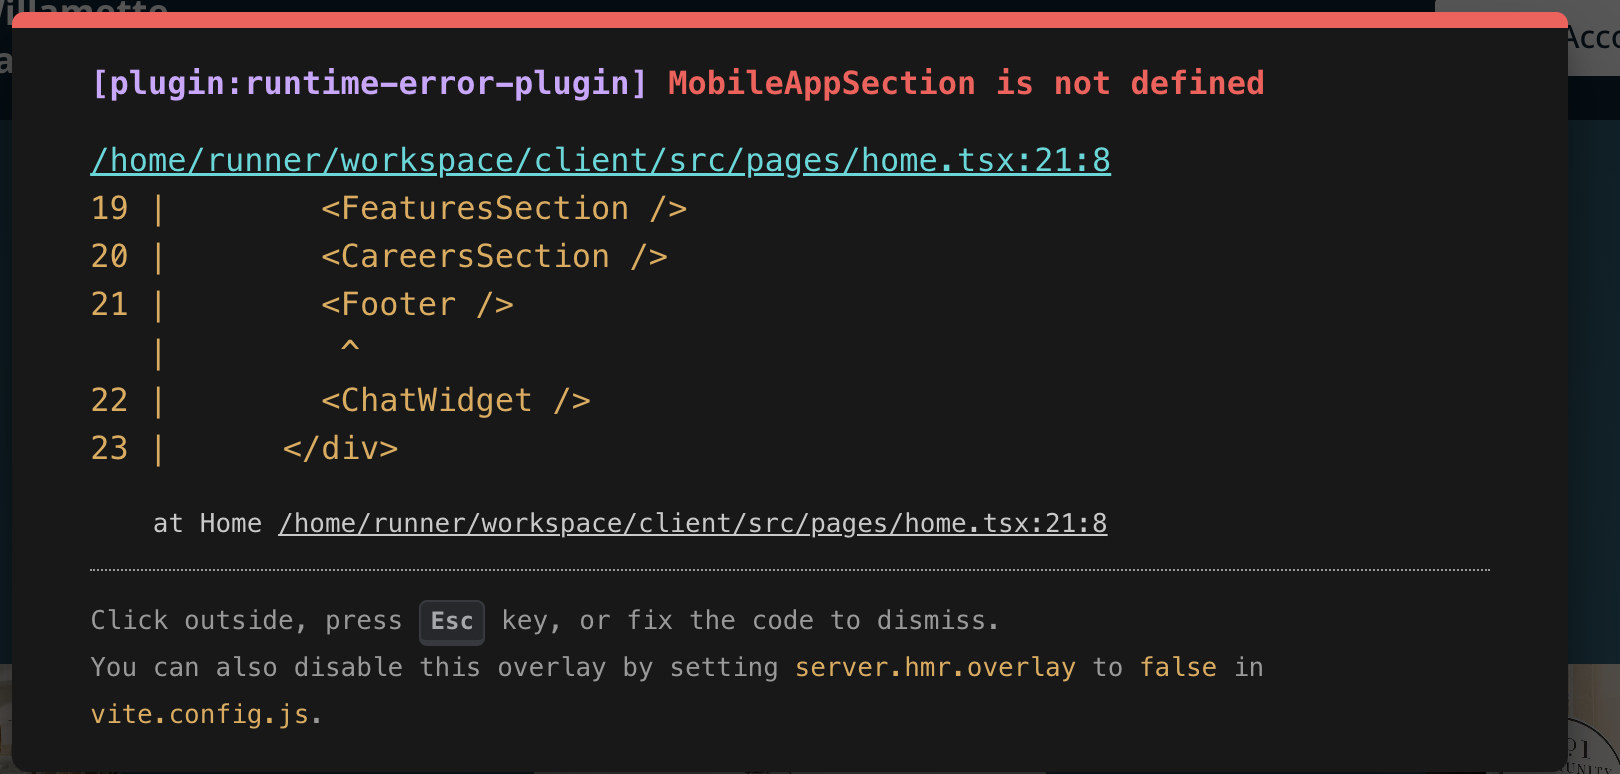 Willamette
Acco
[plugin:runtime-error-plugin] MobileAppSection is not defined
/home/runner/workspace/client/src/pages/home.tsx:21:8
19 |        <FeaturesSection />
20 |        <CareersSection />
21 |        <Footer />
   |         ^
22 |        <ChatWidget />
23 |      </div>
at Home /home/runner/workspace/client/src/pages/home.tsx:21:8
Click outside, press Esc key, or fix the code to dismiss.
You can also disable this overlay by setting server.hmr.overlay to false in
vite.config.js.